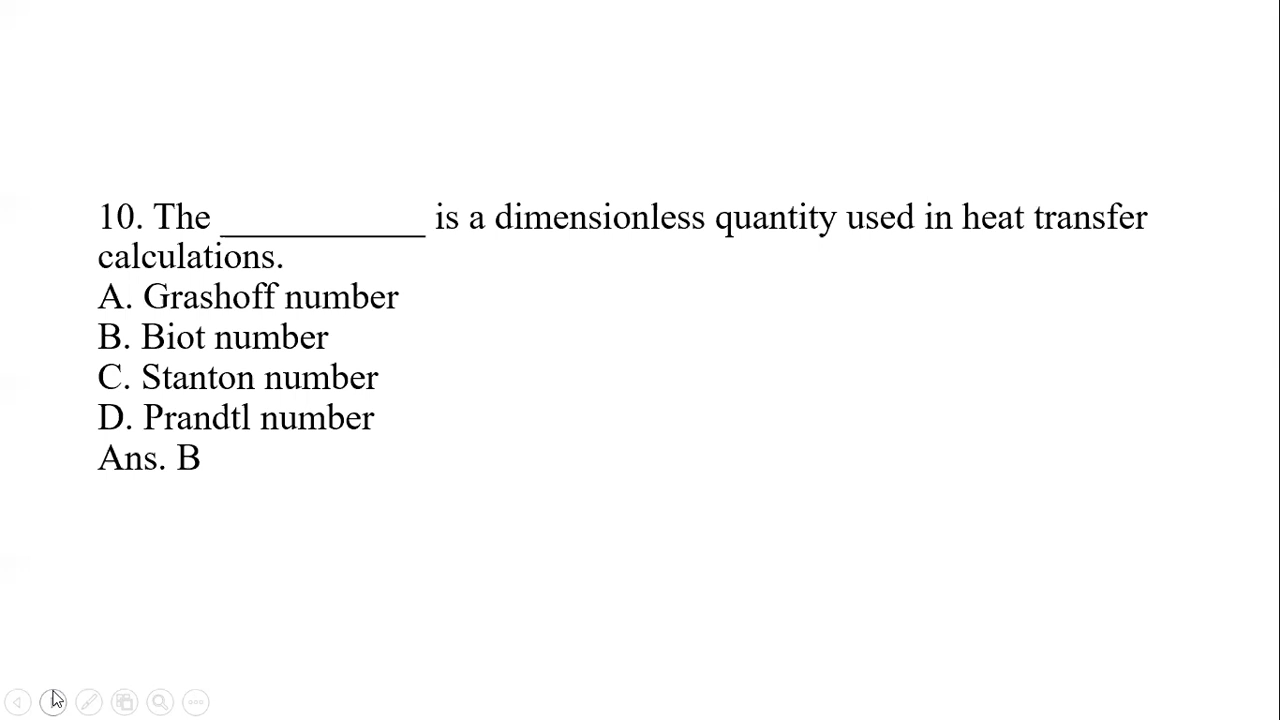 10. The ___________ is a dimensionless quantity used in heat transfer
calculations.
A. Grashoff number
B. Biot number
C. Stanton number
D. Prandtl number
Ans. B